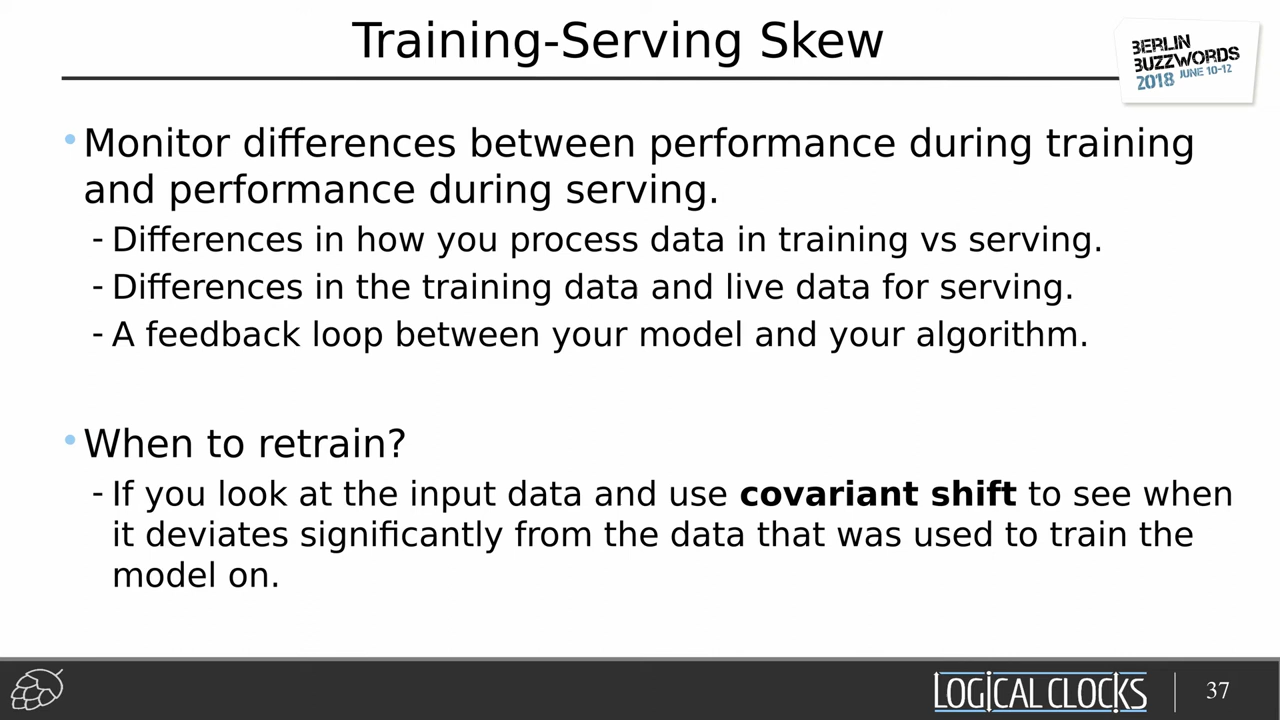 Training-Serving Skew
BERLIN
BUZZWORDS
2018 JUNE 10-12
• Monitor differences between performance during training
and performance during serving.
- Differences in how you process data in training vs serving.
- Differences in the training data and live data for serving.
- A feedback loop between your model and your algorithm.
• When to retrain?
- If you look at the input data and use covariant shift to see when
it deviates significantly from the data that was used to train the
model on.
LOGICAL CLOCKS
37